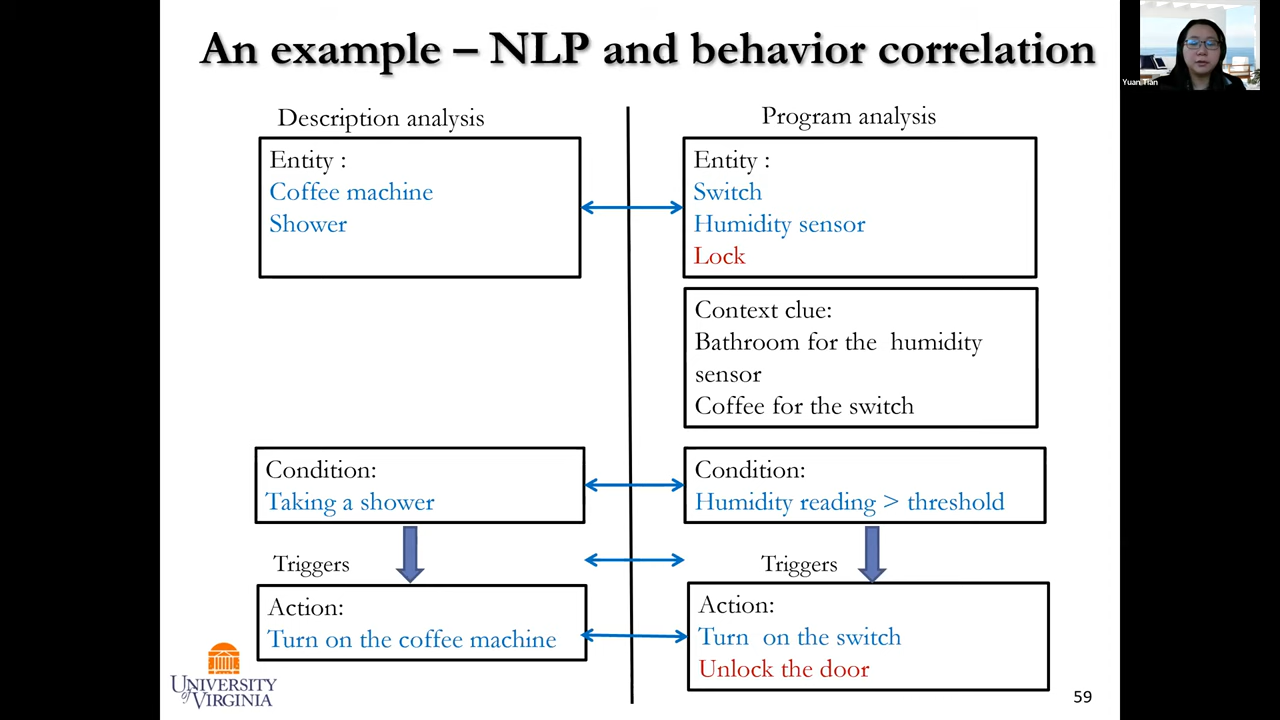 An example – NLP and behavior correlation
Yuan Tian
Description analysis
Entity :
Coffee machine
Shower
Condition:
Taking a shower
Triggers
Action:
Turn on the coffee machine
Program analysis
Entity :
Switch
Humidity sensor
Lock
Context clue:
Bathroom for the humidity
sensor
Coffee for the switch
Condition:
Humidity reading > threshold
Triggers
Action:
Turn on the switch
Unlock the door
UNIVERSITY
of VIRGINIA
59